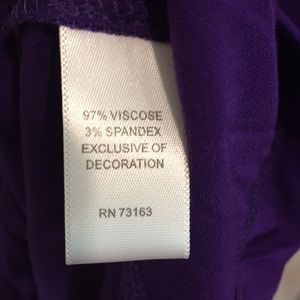 97% VISCOSE
3% SPANDEX
EXCLUSIVE OF
DECORATION
RN 73163